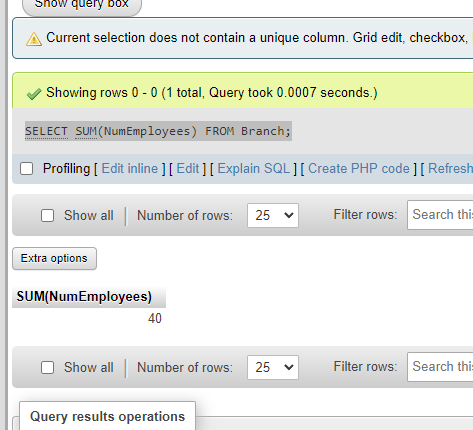 Show query box
Current selection does not contain a unique column. Grid edit, checkbox,
Showing rows 0 - 0 (1 total, Query took 0.0007 seconds.)
SELECT SUM(NumEmployees) FROM Branch;
Profiling [ Edit inline ] [ Edit ] [ Explain SQL ] [ Create PHP code ] [ Refresh
Show all Number of rows: 25 Filter rows: Search this
Extra options
SUM(NumEmployees)
40
Show all Number of rows: 25 Filter rows: Search this
Query results operations